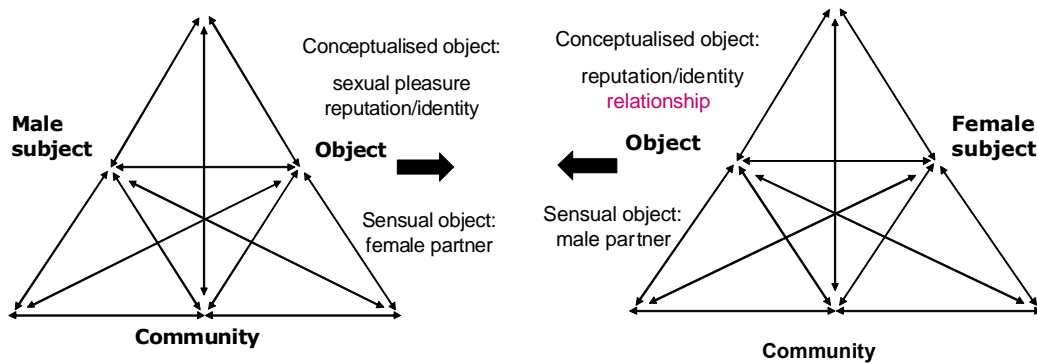 Conceptualised object:
sexual pleasure
reputation/identity
Male
subject
Object
Sensual object:
female partner
Community
Conceptualised object:
reputation/identity
relationship
Object
Female
subject
Sensual object:
male partner
Community